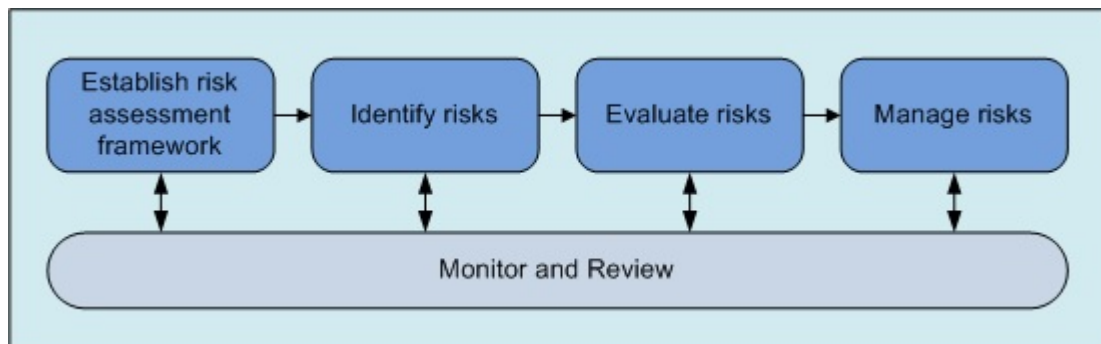 Establish risk
assessment
framework
Identify risks
Evaluate risks
Manage risks
Monitor and Review